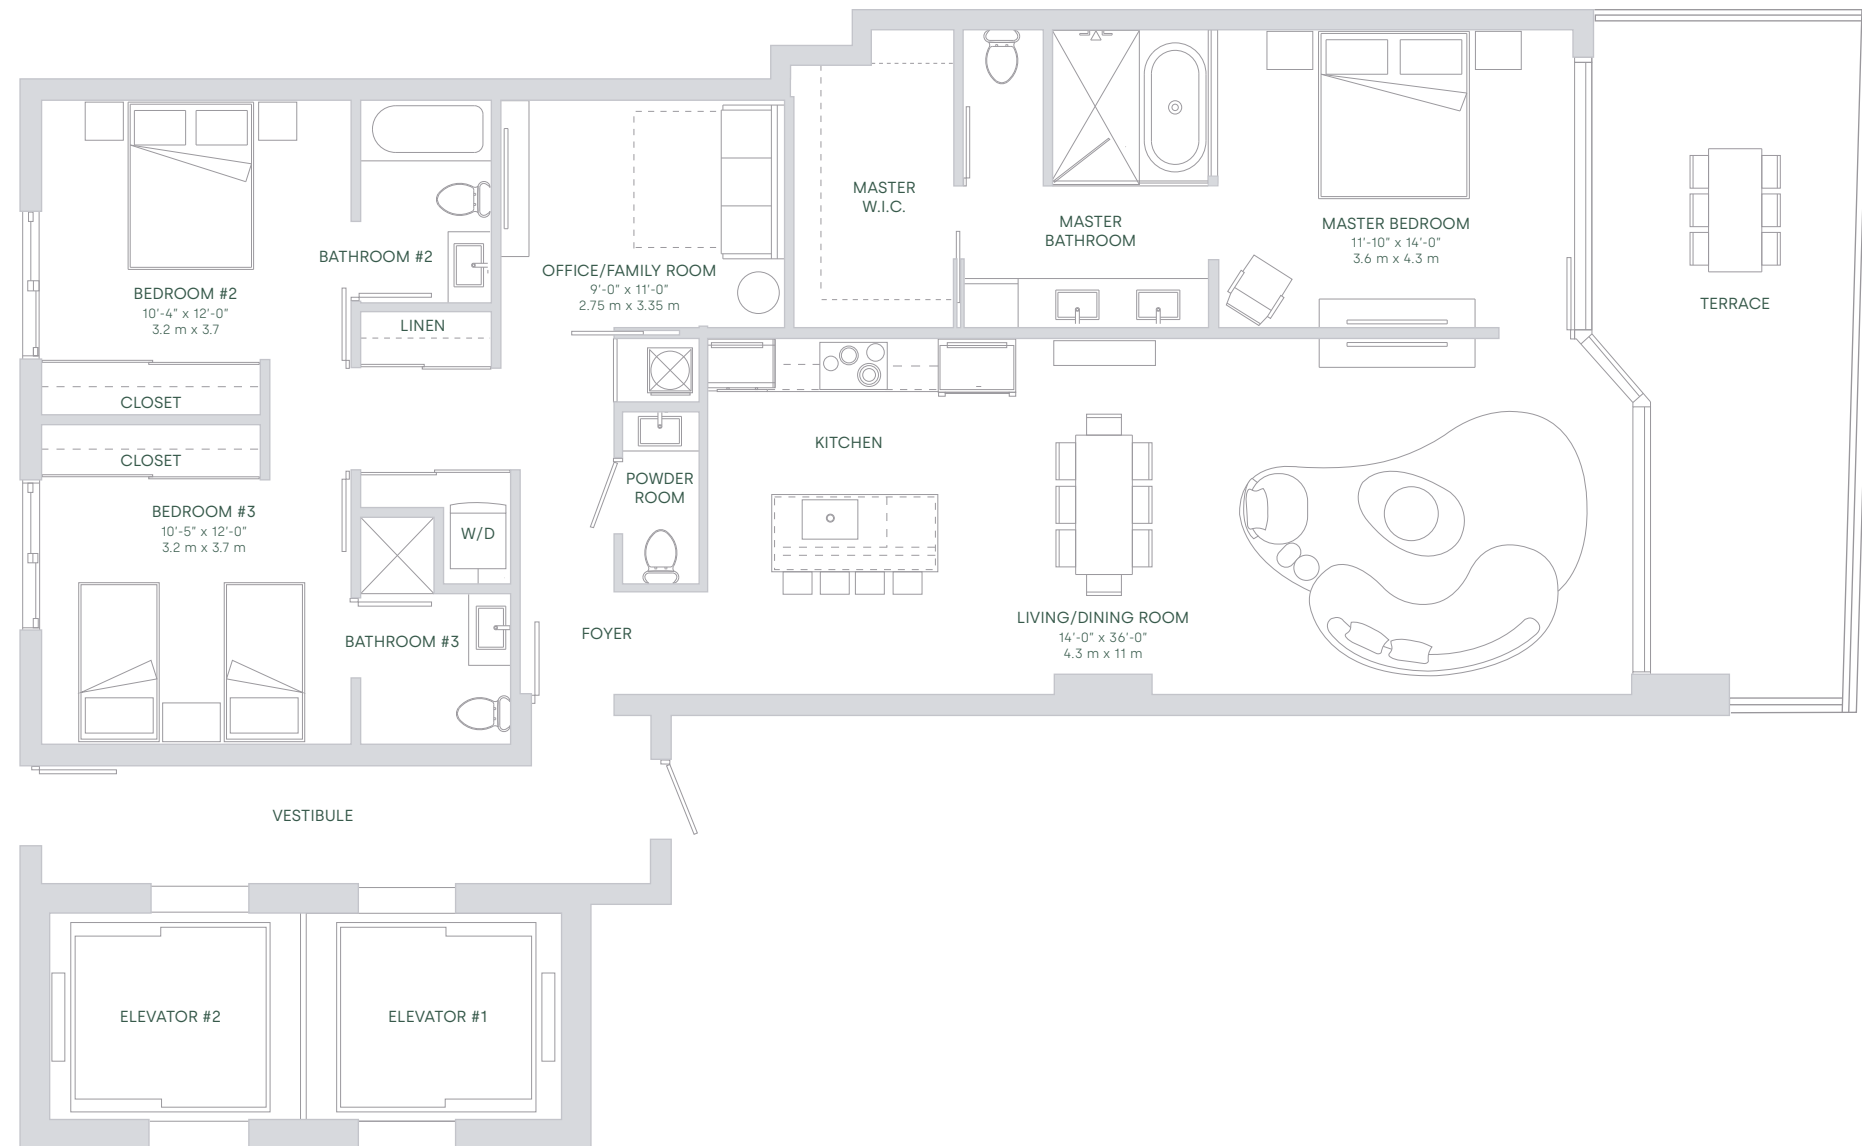 MASTER
W.I.C.
MASTER
BATHROOM
MASTER BEDROOM
11'-10" x 14'-0"
3.6 m x 4.3 m
TERRACE
BATHROOM #2
OFFICE/FAMILY ROOM
9'-0" x 11'-0"
2.75 m x 3.35 m
BEDROOM #2
10'-4" x 12'-0"
3.2 m x 3.7
LINEN
CLOSET
CLOSET
KITCHEN
POWDER
ROOM
BEDROOM #3
10'-5" x 12'-0"
3.2 m x 3.7 m
W/D
BATHROOM #3
FOYER
LIVING/DINING ROOM
14'-0" x 36'-0"
4.3 m x 11 m
VESTIBULE
ELEVATOR #2
ELEVATOR #1